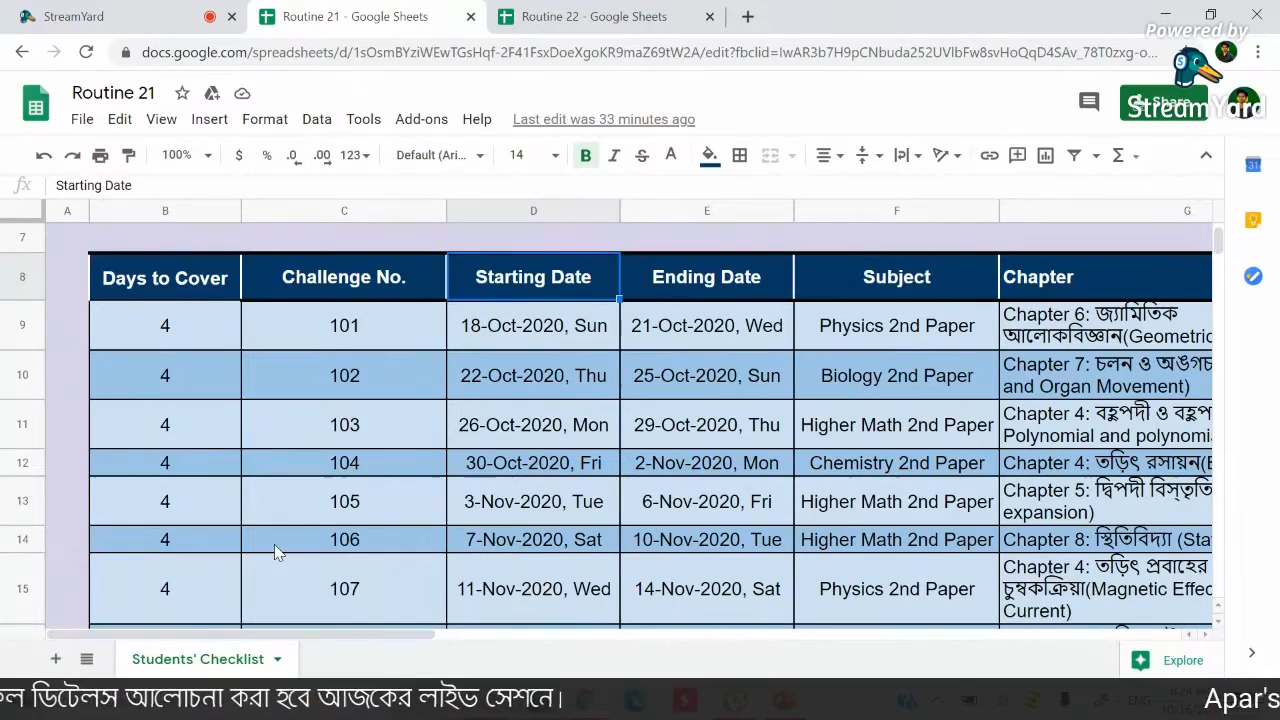 StreamYard
Routine 21 - Google Sheets
Routine 22 - Google Sheets
Powered by
docs.google.com/spreadsheets/d/1sOsmBYziWEwTGsHqf-2F41FsxDoeXgoKR9maZ69tW2A/edit?fbclid=IwAR3b7H9pCNbuda252UVlbFw8svHoQqD4SAv_78T0zxg-o...
Routine 21
StreamYard
File Edit View Insert Format Data Tools Add-ons Help Last edit was 33 minutes ago
100% $ % .0 .00 123 Default (Ari... 14 B I S A
fx Starting Date
A B C D E F G
7
8 Days to Cover Challenge No. Starting Date Ending Date Subject Chapter
9 4 101 18-Oct-2020, Sun 21-Oct-2020, Wed Physics 2nd Paper Chapter 6: জ্যামিতিক
আলোকবিজ্ঞান(Geometric
10 4 102 22-Oct-2020, Thu 25-Oct-2020, Sun Biology 2nd Paper Chapter 7: চলন ও অঙ্গচ
and Organ Movement)
11 4 103 26-Oct-2020, Mon 29-Oct-2020, Thu Higher Math 2nd Paper Chapter 4: বহুপদী ও বহুপ
Polynomial and polynomi
12 4 104 30-Oct-2020, Fri 2-Nov-2020, Mon Chemistry 2nd Paper Chapter 4: তড়িৎ রসায়ন(E
13 4 105 3-Nov-2020, Tue 6-Nov-2020, Fri Higher Math 2nd Paper Chapter 5: দ্বিপদী বিস্তৃতি
expansion)
14 4 106 7-Nov-2020, Sat 10-Nov-2020, Tue Higher Math 2nd Paper Chapter 8: স্থিতিবিদ্যা (Sta
15 4 107 11-Nov-2020, Wed 14-Nov-2020, Sat Physics 2nd Paper Chapter 4: তড়িৎ প্রবাহের
চুম্বকক্রিয়া(Magnetic Effec
Current)
Students' Checklist
Explore
ডিটেলস আলোচনা করা হবে আজকের লাইভ সেশনে। Apar's